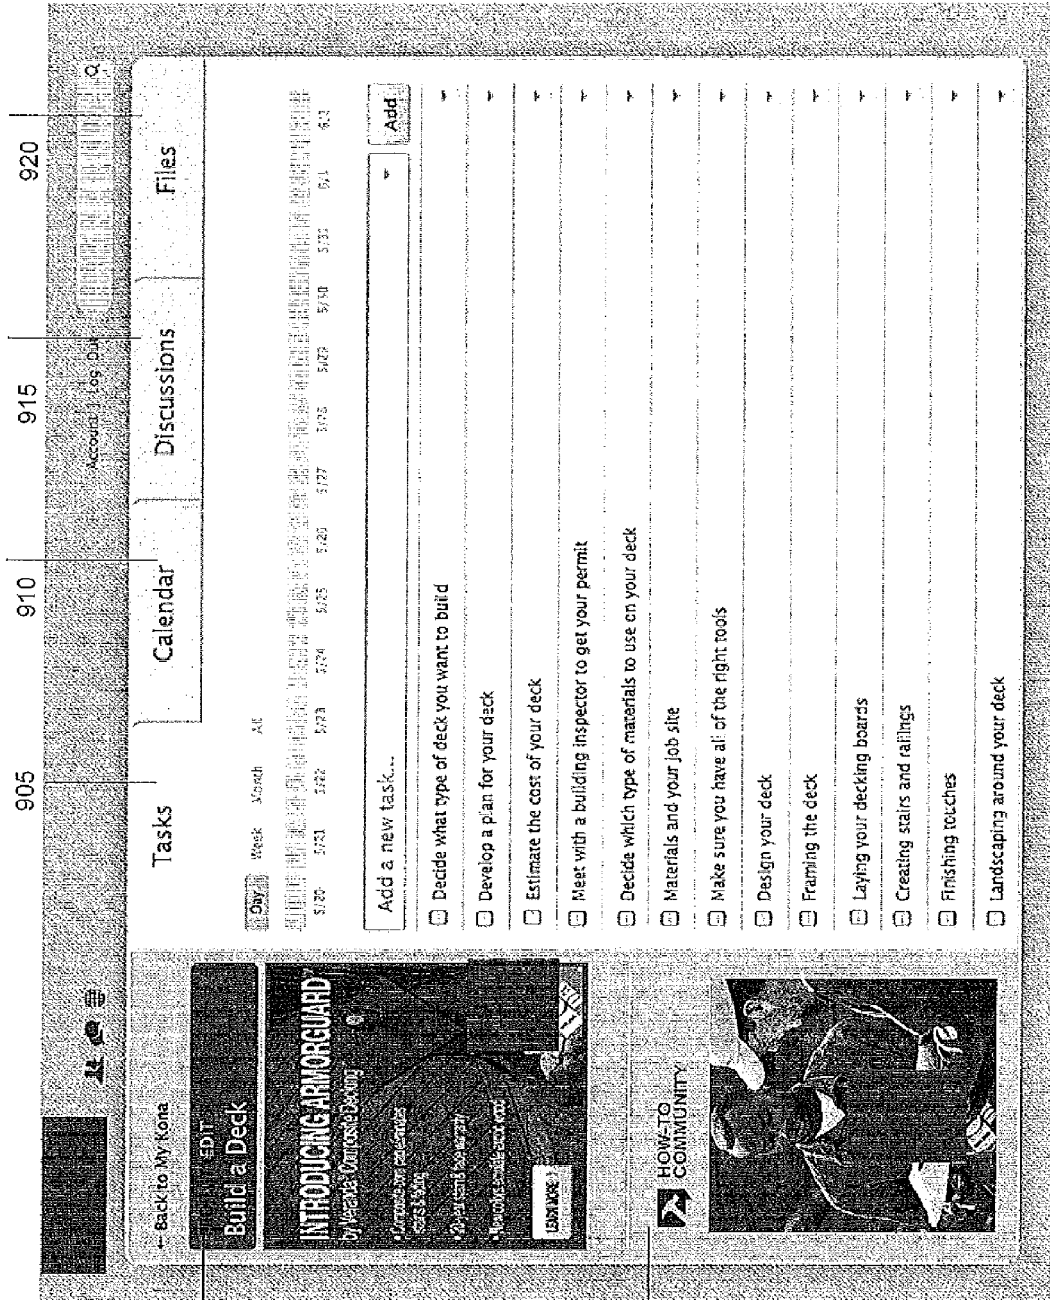 905 910 915 920
Account | Log Out
← Back to My Kona
EDIT
Build a Deck
INTRODUCING ARMORGUARD
by Veranda Composite Decking
LEARN MORE
HOW-TO
COMMUNITY
Tasks
Calendar
Discussions
Files
Day Week Month All
5/20 5/21 5/22 5/23 5/24 5/25 5/26 5/27 5/28 5/29 5/30 5/31 6/1 6/2
Add a new task...
Add
Decide what type of deck you want to build
Develop a plan for your deck
Estimate the cost of your deck
Meet with a building inspector to get your permit
Decide which type of materials to use on your deck
Materials and your job site
Make sure you have all of the right tools
Design your deck
Framing the deck
Laying your decking boards
Creating stairs and railings
Finishing touches
Landscaping around your deck